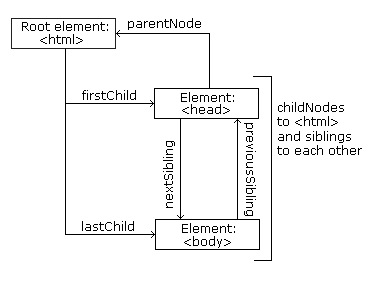 Root element:
<html>
parentNode
firstChild
Element:
<head>
childNodes
to <html>
and siblings
to each other
nextSibling
previousSibling
lastChild
Element:
<body>